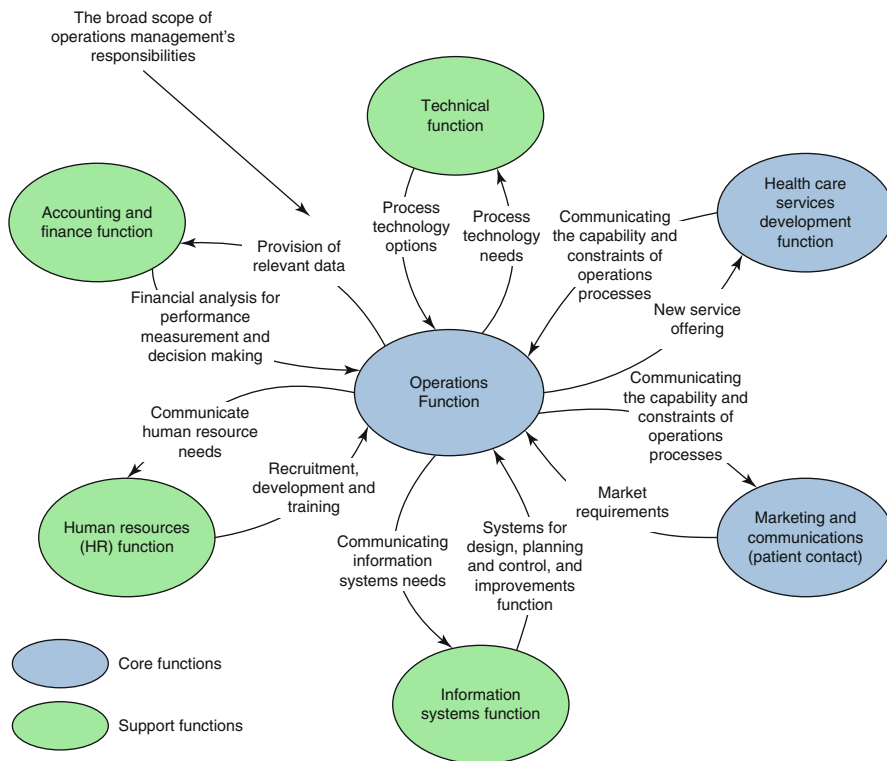 The broad scope of
operations management's
responsibilities
Technical
function
Accounting and
finance function
Health care
services
development
function
Process
technology
options
Process
technology
needs
Communicating
the capability and
constraints of
operations
processes
Provision of
relevant data
Financial analysis for
performance
measurement and
decision making
New service
offering
Operations
Function
Communicating
the capability and
constraints of
operations
processes
Communicate
human resource
needs
Recruitment,
development and
training
Market
requirements
Human resources
(HR) function
Communicating
information
systems needs
Systems for
design, planning
and control, and
improvements
function
Marketing and
communications
(patient contact)
Core functions
Information
systems function
Support functions